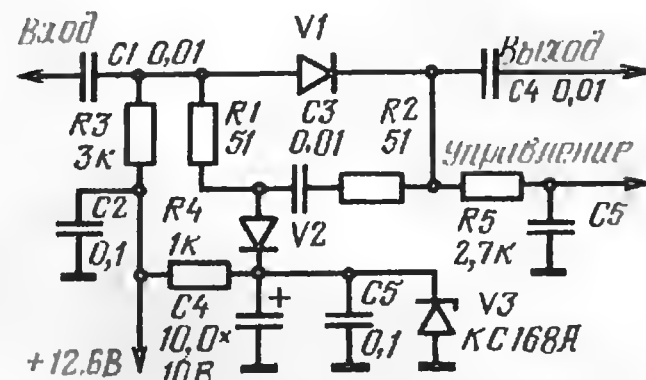 Вход
C1 0,01
V1
Выход
C4 0,01
R3
3к
R1
51
C3
0.01
R2
51
Управление
C2
0,1
R4
1к
V2
R5
2,7к
C5
C4
10,0×
10В
+
C5
0,1
V3
КС168А
+12.6В